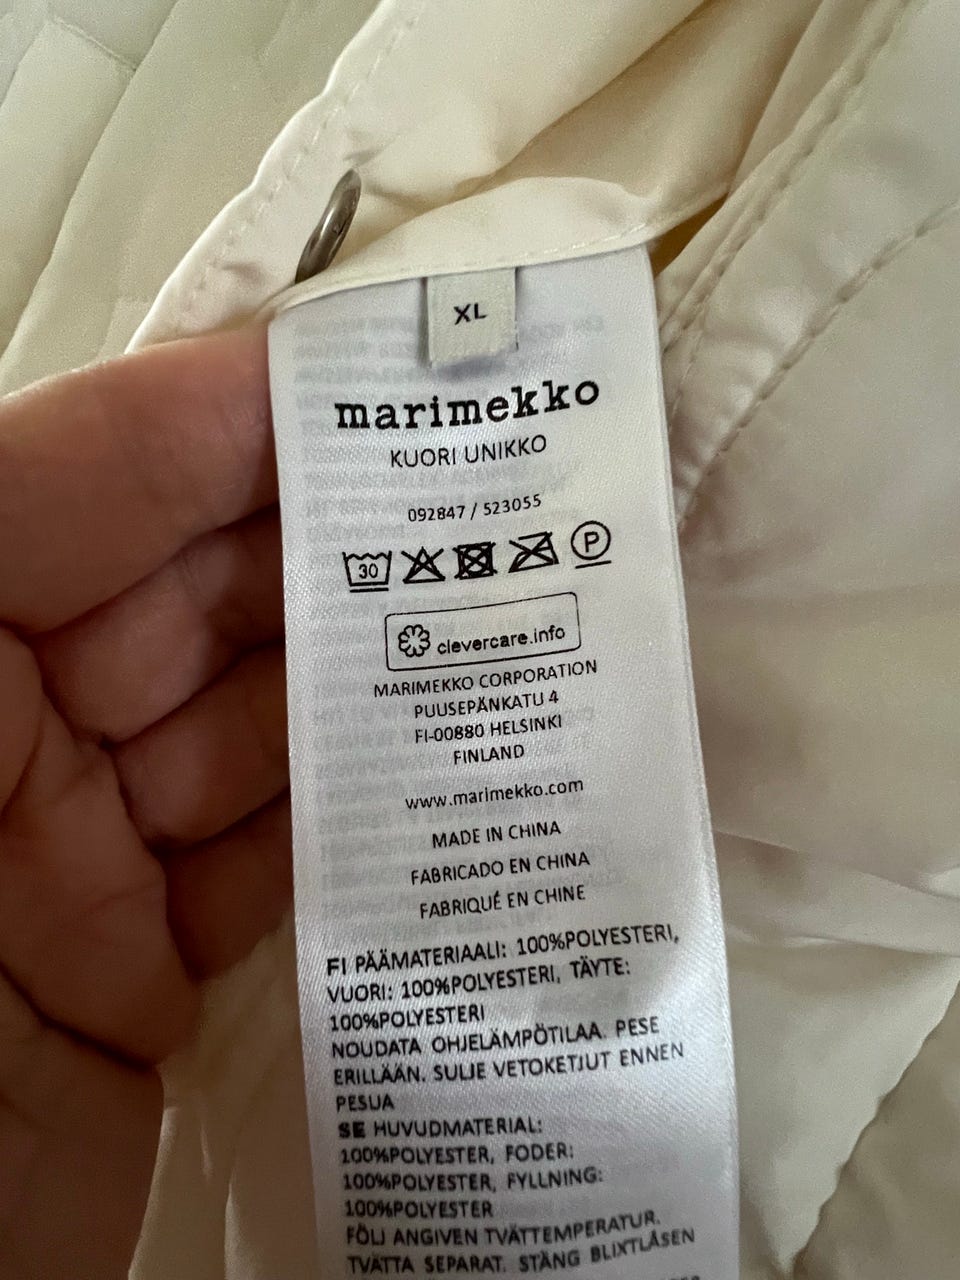 XL
marimekko
KUORI UNIKKO
092847 / 523055
30 P
clevercare.info
MARIMEKKO CORPORATION
PUUSEPÄNKATU 4
FI-00880 HELSINKI
FINLAND
www.marimekko.com
MADE IN CHINA
FABRICADO EN CHINA
FABRIQUÉ EN CHINE
FI PÄÄMATERIAALI: 100%POLYESTERI,
VUORI: 100%POLYESTERI, TÄYTE:
100%POLYESTERI
NOUDATA OHJELÄMPÖTILAA. PESE
ERILLÄÄN. SULJE VETOKETJUT ENNEN
PESUA
SE HUVUDMATERIAL:
100%POLYESTER, FODER:
100%POLYESTER, FYLLNING:
100%POLYESTER
FÖLJ ANGIVEN TVÄTTEMPERATUR.
TVÄTTA SEPARAT. STÄNG BLIXTLÅSEN